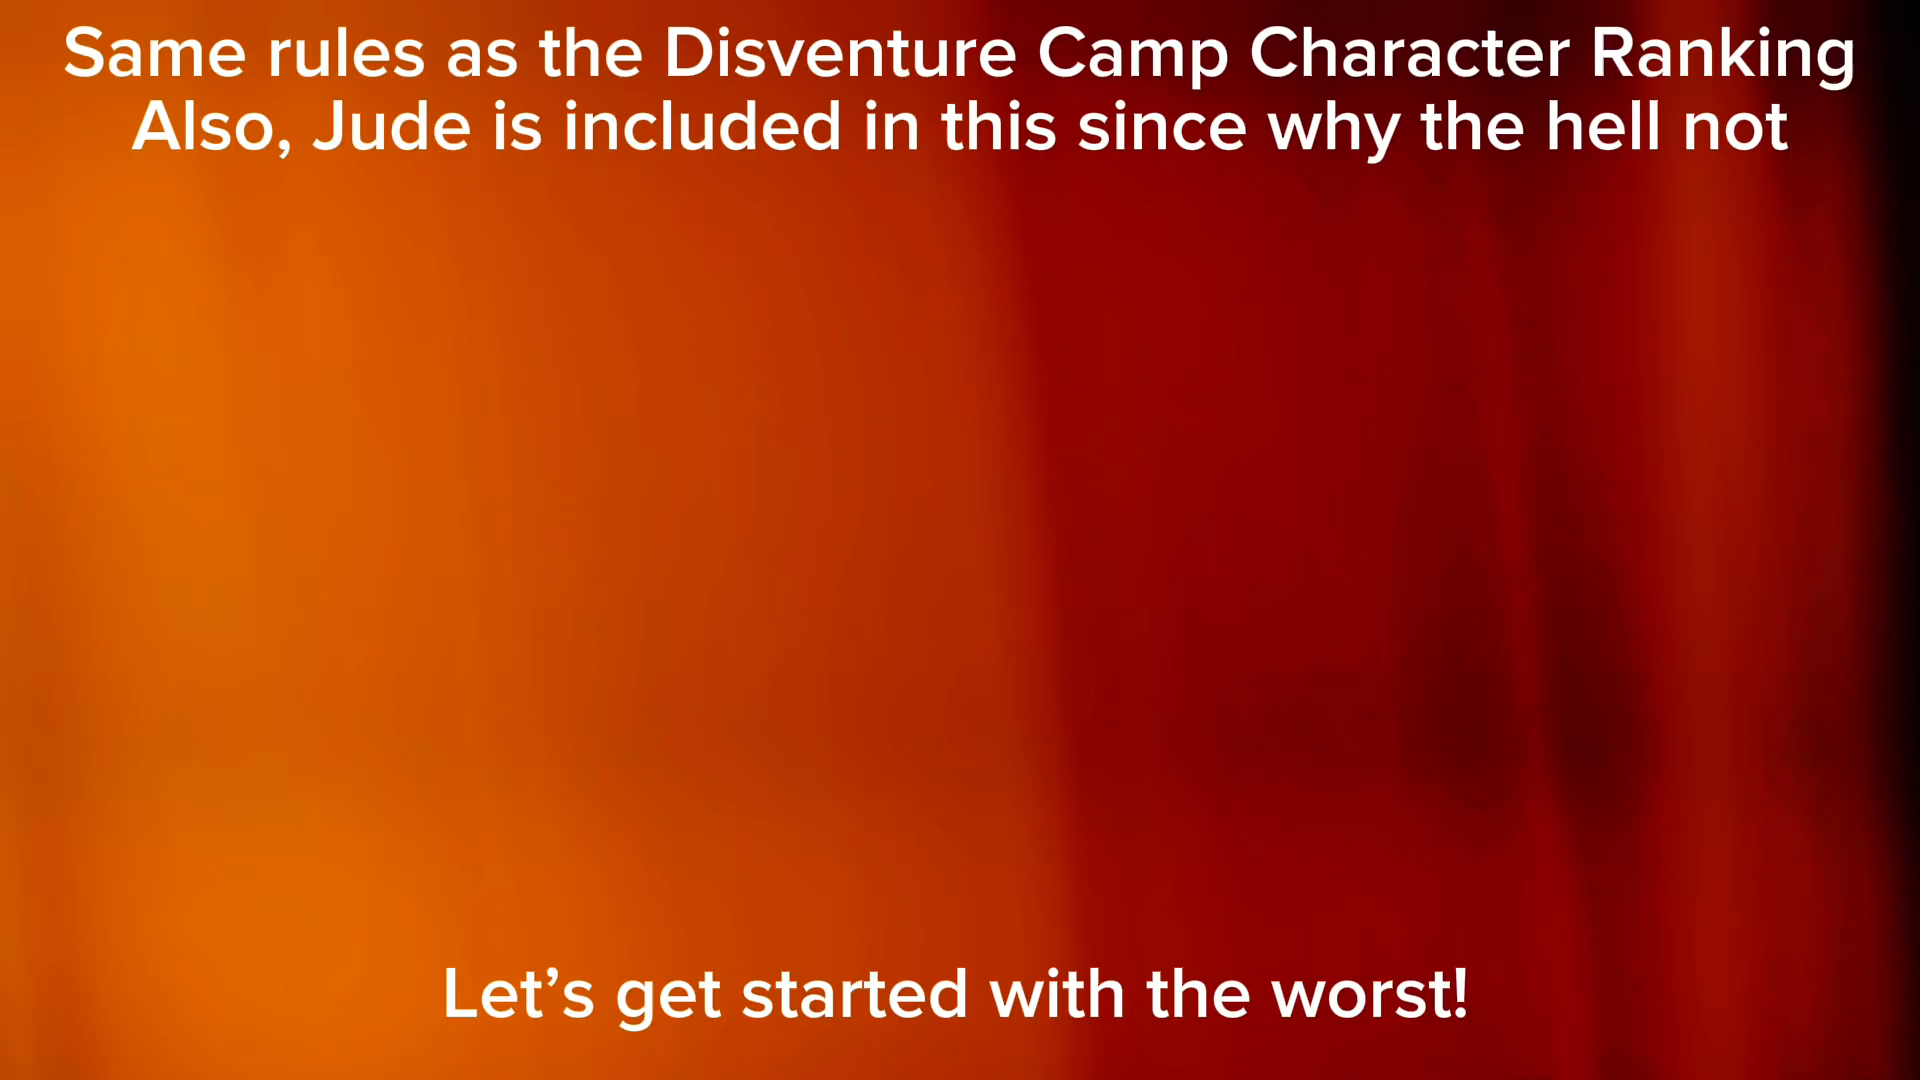 Same rules as the Disventure Camp Character Ranking
Also, Jude is included in this since why the hell not
Let’s get started with the worst!